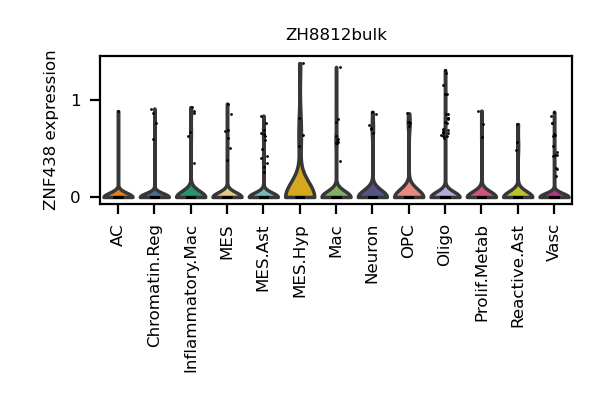 ZH8812bulk
ZNF438 expression
1
0
AC
Chromatin.Reg
Inflammatory.Mac
MES
MES.Ast
MES.Hyp
Mac
Neuron
OPC
Oligo
Prolif.Metab
Reactive.Ast
Vasc